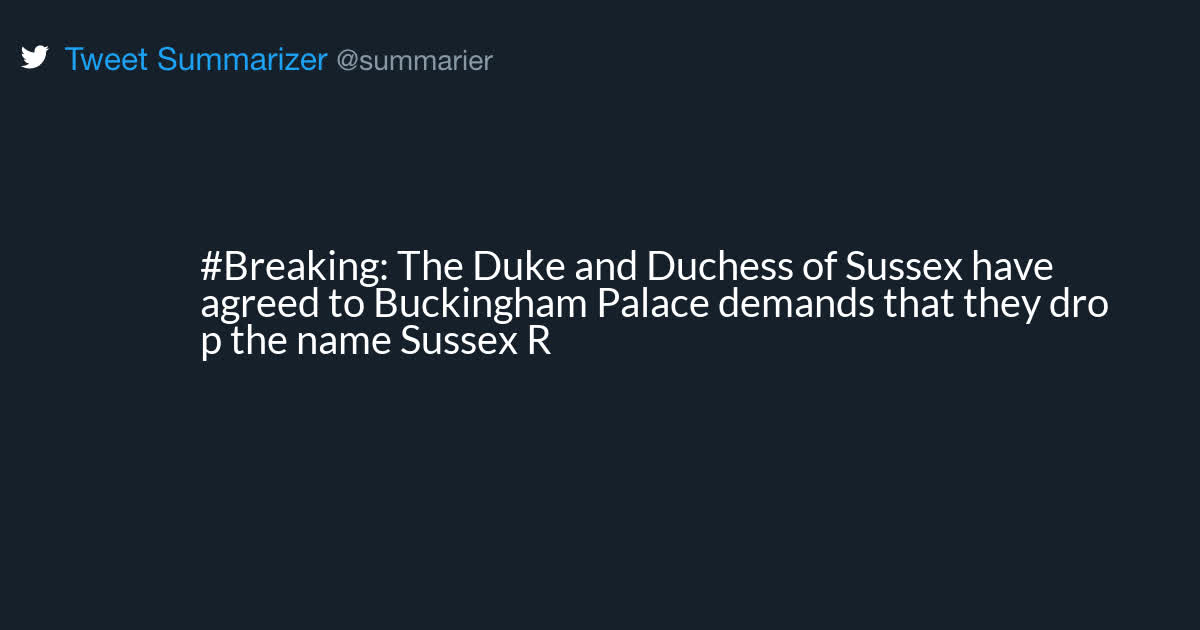 Tweet Summarizer @summarier
#Breaking: The Duke and Duchess of Sussex have
agreed to Buckingham Palace demands that they dro
p the name Sussex R